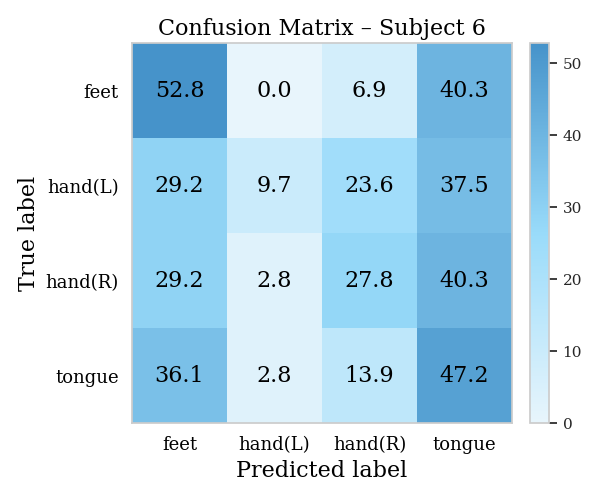 Confusion Matrix – Subject 6
True label
feet 52.8 0.0 6.9 40.3
hand(L) 29.2 9.7 23.6 37.5
hand(R) 29.2 2.8 27.8 40.3
tongue 36.1 2.8 13.9 47.2
feet hand(L) hand(R) tongue
Predicted label
50
40
30
20
10
0